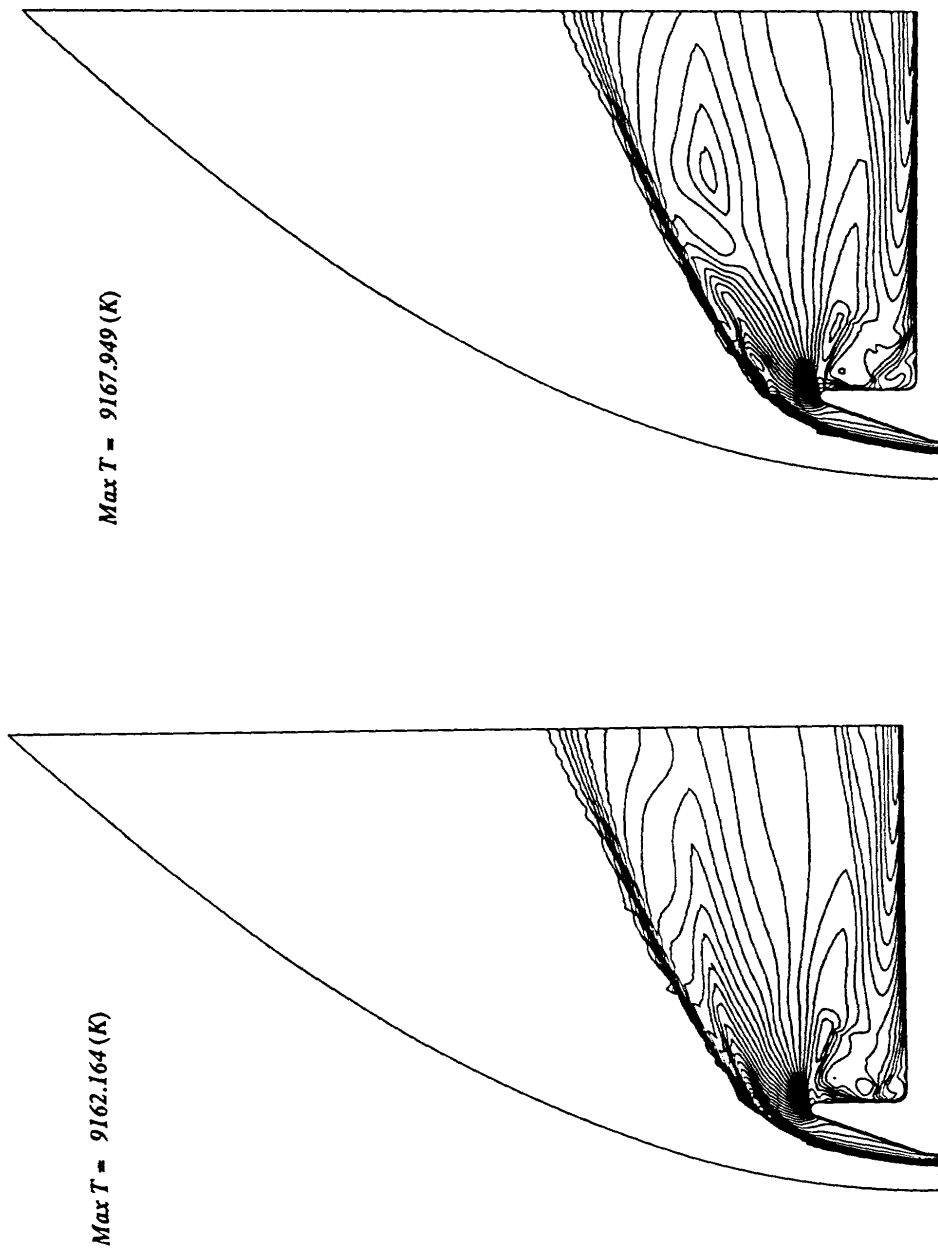 Max T = 9167.949 (K)
Max T = 9162.164 (K)